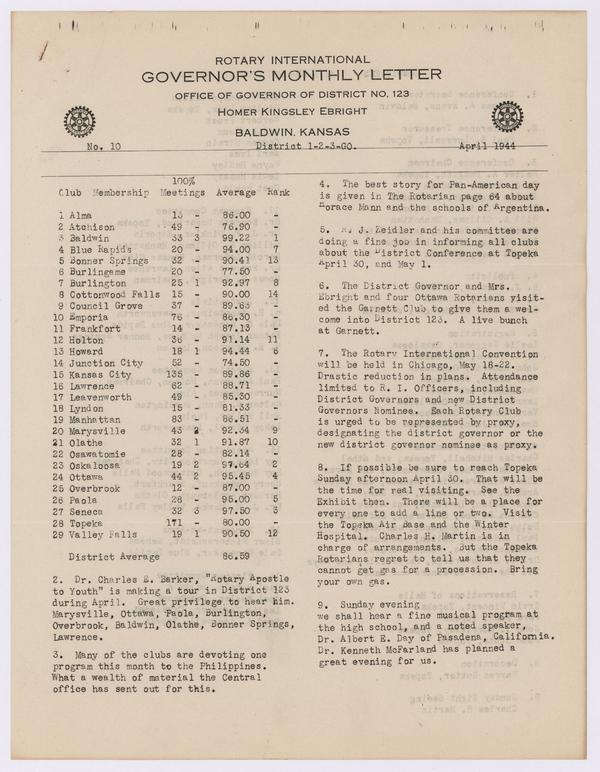 ROTARY INTERNATIONAL
GOVERNOR'S MONTHLY LETTER
OFFICE OF GOVERNOR OF DISTRICT NO. 123
HOMER KINGSLEY EBRIGHT
BALDWIN, KANSAS
No. 10 District 1-2-3-GO. April 1944
100%
Club Membership Meetings Average Rank
1 Alma 13 - 86.00 -
2 Atchison 49 - 76.90 -
3 Baldwin 33 3 99.22 1
4 Blue Rapids 20 - 94.00 7
5 Bonner Springs 32 - 90.41 13
6 Burlingame 20 - 77.50 -
7 Burlington 25 1 92.97 8
8 Cottonwood Falls 15 - 90.00 14
9 Council Grove 37 - 89.63 -
10 Emporia 76 - 86.30 -
11 Frankfort 14 - 87.13 -
12 Holton 36 - 91.14 11
13 Howard 18 1 94.44 6
14 Junction City 52 - 74.50 -
15 Kansas City 135 - 89.86 -
16 Lawrence 62 - 88.71 -
17 Leavenworth 49 - 85.30 -
18 Lyndon 15 - 81.33 -
19 Manhattan 83 - 86.51 -
20 Marysville 43 2 92.34 9
21 Olathe 32 1 91.87 10
22 Osawatomie 28 - 82.14 -
23 Oskaloosa 19 2 97.64 2
24 Ottawa 44 2 95.45 4
25 Overbrook 12 - 87.00 -
26 Paola 28 - 95.00 5
27 Seneca 32 3 97.50 3
28 Topeka 171 - 80.00 -
29 Valley Falls 19 1 90.50 12
District Average 86.59
2. Dr. Charles E. Barker, "Rotary Apostle
to Youth" is making a tour in District 123
during April. Great privilege to hear him.
Marysville, Ottawa, Paola, Burlington,
Overbrook, Baldwin, Olathe, Bonner Springs,
Lawrence.
3. Many of the clubs are devoting one
program this month to the Philippines.
What a wealth of material the Central
office has sent out for this.
4. The best story for Pan-American day
is given in The Rotarian page 64 about
Horace Mann and the schools of Argentina.
5. J. Zeidler and his committee are
doing a fine job in informing all clubs
about the District Conference at Topeka
April 30, and May 1.
6. The District Governor and Mrs.
Ebright and four Ottawa Rotarians visit-
ed the Garnett Club to give them a wel-
come into District 123. A live bunch
at Garnett.
7. The Rotary International Convention
will be held in Chicago, May 18-22.
Drastic reduction in plans. Attendance
limited to R. I. Officers, including
District Governors and new District
Governors Nominee. Each Rotary Club
is urged to be represented by proxy,
designating the district governor or the
new district governor nominee as proxy.
8. If possible be sure to reach Topeka
Sunday afternoon April 30. That will be
the time for real visiting. See the
Exhibit then. There will be a place for
every one to add a line or two. Visit
the Topeka Air Base and the Winter
Hospital. Charles H. Martin is in
charge of arrangements. But the Topeka
Rotarians regret to tell us that they
cannot get gas for a procession. Bring
your own gas.
9. Sunday evening
we shall hear a fine musical program at
the high school, and a noted speaker,
Dr. Albert E. Day of Pasadena, California.
Dr. Kenneth McFarland has planned a
great evening for us.